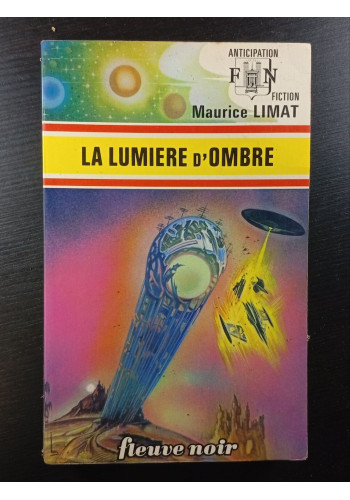 ANTICIPATION
FN
FICTION
Maurice LIMAT
LA LUMIERE D'OMBRE
fleuve noir